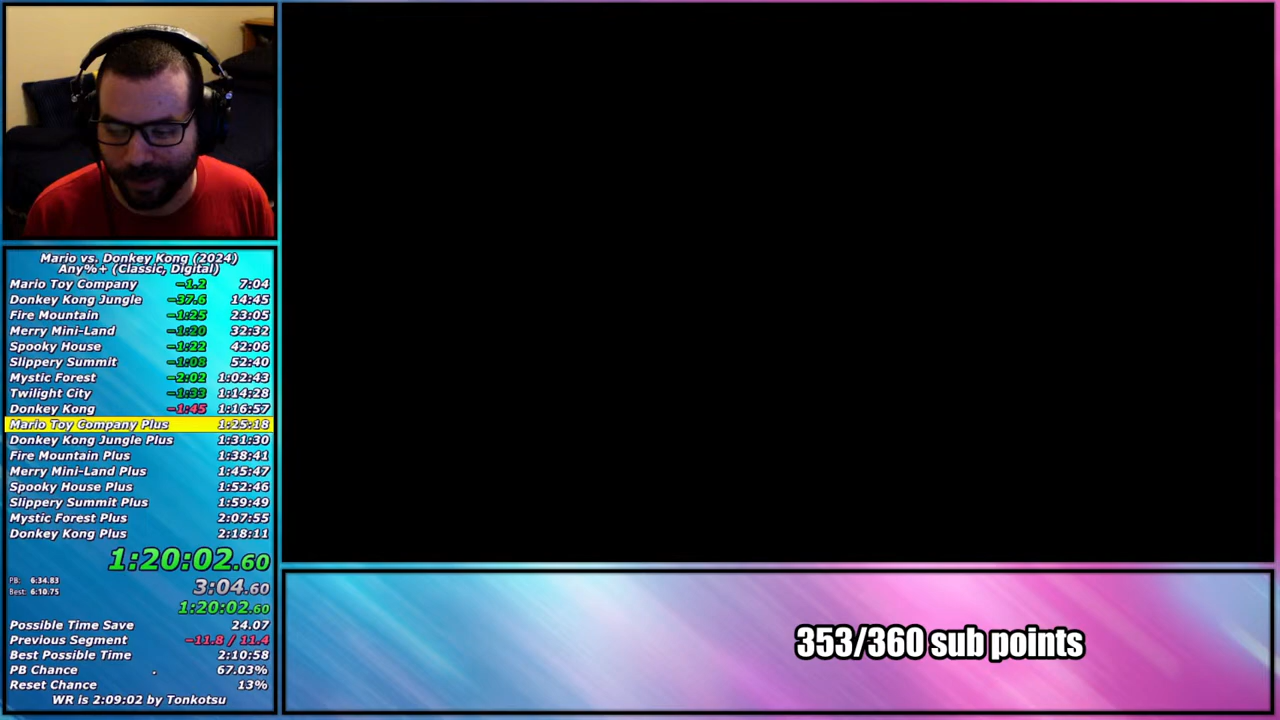 Mario vs. Donkey Kong (2024)
Any%+ (Classic, Digital)
Mario Toy Company −1.2 7:04
Donkey Kong Jungle −37.6 14:45
Fire Mountain −1:25 23:05
Merry Mini-Land −1:20 32:32
Spooky House −1:22 42:06
Slippery Summit −1:08 52:40
Mystic Forest −2:02 1:02:43
Twilight City −1:33 1:14:28
Donkey Kong −1:45 1:16:57
Mario Toy Company Plus 1:25:18
Donkey Kong Jungle Plus 1:31:30
Fire Mountain Plus 1:38:41
Merry Mini-Land Plus 1:45:47
Spooky House Plus 1:52:46
Slippery Summit Plus 1:59:49
Mystic Forest Plus 2:07:55
Donkey Kong Plus 2:18:11
1:20:02.60
PB: 6:34.83
Best: 6:10.75
3:04.60
1:20:02.60
Possible Time Save 24.07
Previous Segment −11.8 / 11.4
Best Possible Time 2:10:58
PB Chance . 67.03%
Reset Chance 13%
WR is 2:09:02 by Tonkotsu
353/360 sub points